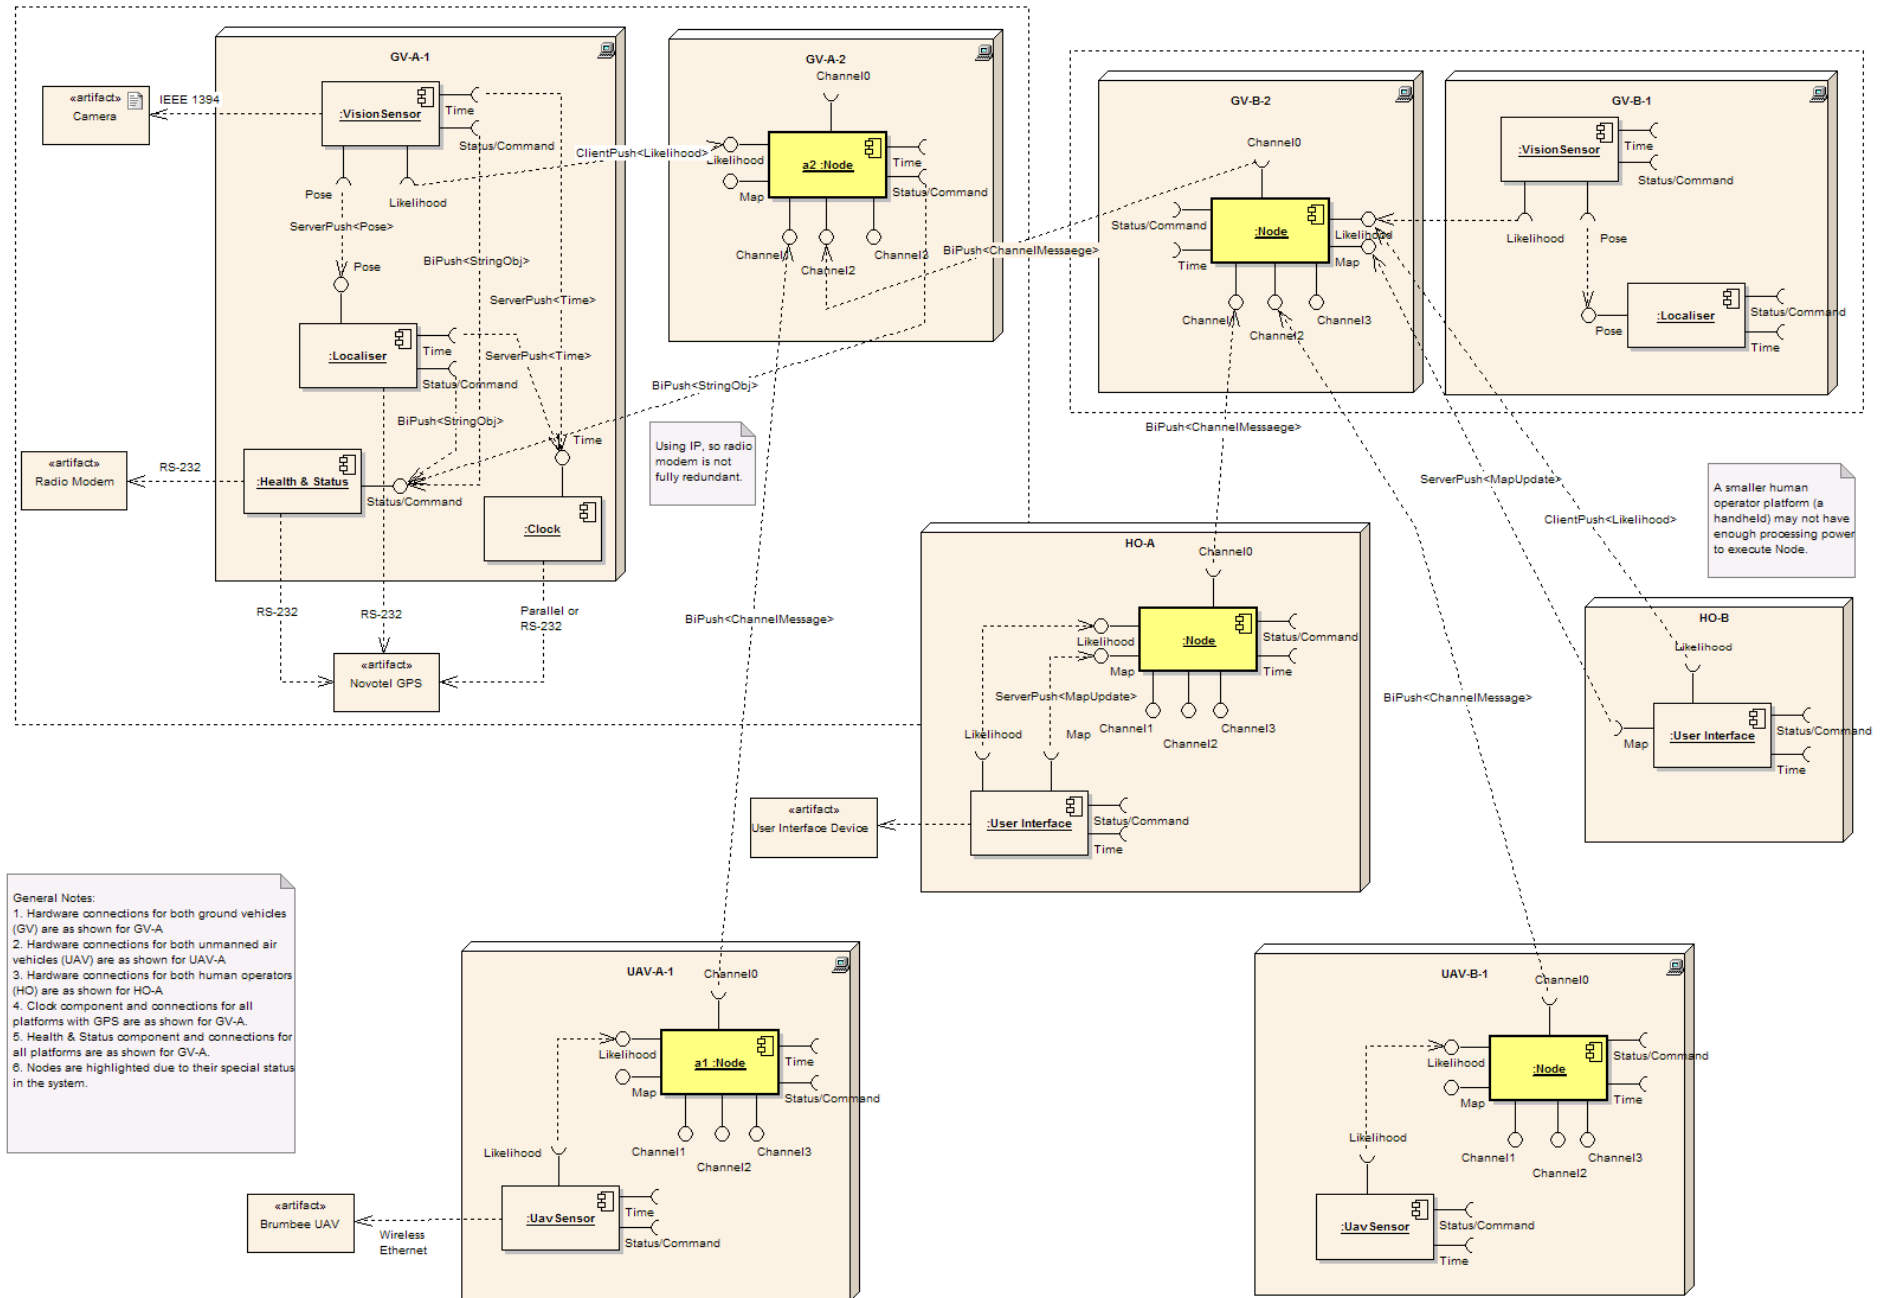 GV-A-1
«artifact»
Camera
IEEE 1394
:VisionSensor
Time
Status/Command
Pose
Likelihood
ServerPush<Pose>
Pose
BiPush<StringObj>
ServerPush<Time>
:Localiser
Time
ServerPush<Time>
Status/Command
BiPush<StringObj>
Time
«artifact»
Radio Modem
RS-232
:Health & Status
Status/Command
:Clock
RS-232
RS-232
Parallel or
RS-232
«artifact»
Novotel GPS
GV-A-2
Channel0
ClientPush<Likelihood>
Likelihood
a2 :Node
Time
Map
Status/Command
Channel1
Channel2
Channel3
BiPush<ChannelMessaege>
BiPush<StringObj>
Using IP, so radio
modem is not
fully redundant.
BiPush<ChannelMessage>
GV-B-2
Channel0
Status/Command
:Node
Likelihood
Time
Map
Channel1
Channel2
Channel3
GV-B-1
:VisionSensor
Time
Status/Command
Likelihood
Pose
:Localiser
Status/Command
Pose
Time
BiPush<ChannelMessaege>
ServerPush<MapUpdate>
ClientPush<Likelihood>
A smaller human
operator platform (a
handheld) may not have
enough processing power
to execute Node.
HO-A
Channel0
Likelihood
:Node
Status/Command
Map
Time
ServerPush<MapUpdate>
Channel1
Channel2
Channel3
Likelihood
Map
«artifact»
User Interface Device
:User Interface
Status/Command
Time
BiPush<ChannelMessage>
HO-B
Likelihood
:User Interface
Status/Command
Map
Time
General Notes:
1. Hardware connections for both ground vehicles
(GV) are as shown for GV-A
2. Hardware connections for both unmanned air
vehicles (UAV) are as shown for UAV-A
3. Hardware connections for both human operators
(HO) are as shown for HO-A
4. Clock component and connections for all
platforms with GPS are as shown for GV-A.
5. Health & Status component and connections for
all platforms are as shown for GV-A.
6. Nodes are highlighted due to their special status
in the system.
UAV-A-1
Channel0
Likelihood
a1 :Node
Time
Map
Status/Command
Channel1
Channel2
Channel3
Likelihood
«artifact»
Brumbee UAV
Wireless
Ethernet
:UavSensor
Time
Status/Command
UAV-B-1
Channel0
Likelihood
:Node
Status/Command
Map
Time
Channel1
Channel2
Channel3
Likelihood
:UavSensor
Status/Command
Time